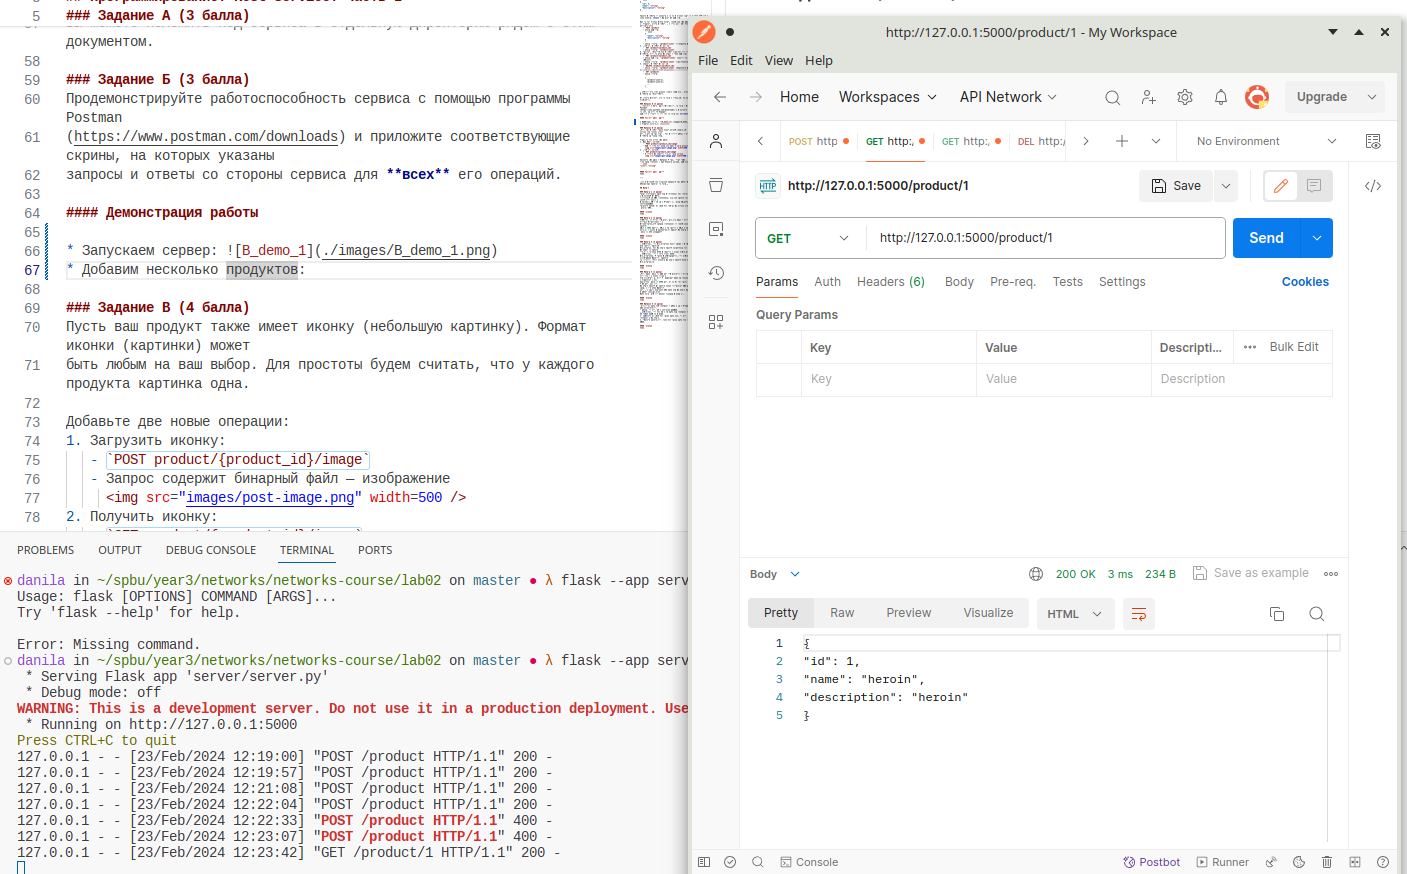 5 ### Задание А (3 балла)
документом.
58
59 ### Задание Б (3 балла)
60 Продемонстрируйте работоспособность сервиса с помощью программы
Postman
61 (https://www.postman.com/downloads) и приложите соответствующие
скрины, на которых указаны
62 запросы и ответы со стороны сервиса для **всех** его операций.
63
64 #### Демонстрация работы
65
66 * Запускаем сервер: ![B_demo_1](./images/B_demo_1.png)
67 * Добавим несколько продуктов:
68
69 ### Задание В (4 балла)
70 Пусть ваш продукт также имеет иконку (небольшую картинку). Формат
иконки (картинки) может
71 быть любым на ваш выбор. Для простоты будем считать, что у каждого
продукта картинка одна.
72
73 Добавьте две новые операции:
74 1. Загрузить иконку:
75 - `POST product/{product_id}/image`
76 - Запрос содержит бинарный файл — изображение
77 <img src="images/post-image.png" width=500 />
78 2. Получить иконку:
PROBLEMS OUTPUT DEBUG CONSOLE TERMINAL PORTS
danila in ~/spbu/year3/networks/networks-course/lab02 on master ● λ flask --app serv
Usage: flask [OPTIONS] COMMAND [ARGS]...
Try 'flask --help' for help.
Error: Missing command.
danila in ~/spbu/year3/networks/networks-course/lab02 on master ● λ flask --app serv
* Serving Flask app 'server/server.py'
* Debug mode: off
WARNING: This is a development server. Do not use it in a production deployment. Use
* Running on http://127.0.0.1:5000
Press CTRL+C to quit
127.0.0.1 - - [23/Feb/2024 12:19:00] "POST /product HTTP/1.1" 200 -
127.0.0.1 - - [23/Feb/2024 12:19:57] "POST /product HTTP/1.1" 200 -
127.0.0.1 - - [23/Feb/2024 12:21:08] "POST /product HTTP/1.1" 200 -
127.0.0.1 - - [23/Feb/2024 12:22:04] "POST /product HTTP/1.1" 200 -
127.0.0.1 - - [23/Feb/2024 12:22:33] "POST /product HTTP/1.1" 400 -
127.0.0.1 - - [23/Feb/2024 12:23:07] "POST /product HTTP/1.1" 400 -
127.0.0.1 - - [23/Feb/2024 12:23:42] "GET /product/1 HTTP/1.1" 200 -
http://127.0.0.1:5000/product/1 - My Workspace
File Edit View Help
Home Workspaces API Network Upgrade
POST http GET http:, GET http:, DEL http:/ No Environment
HTTP http://127.0.0.1:5000/product/1 Save
GET http://127.0.0.1:5000/product/1 Send
Params Auth Headers (6) Body Pre-req. Tests Settings Cookies
Query Params
Key Value Descripti... Bulk Edit
Key Value Description
Body 200 OK 3 ms 234 B Save as example
Pretty Raw Preview Visualize HTML
1 {
2 "id": 1,
3 "name": "heroin",
4 "description": "heroin"
5 }
Console Postbot Runner